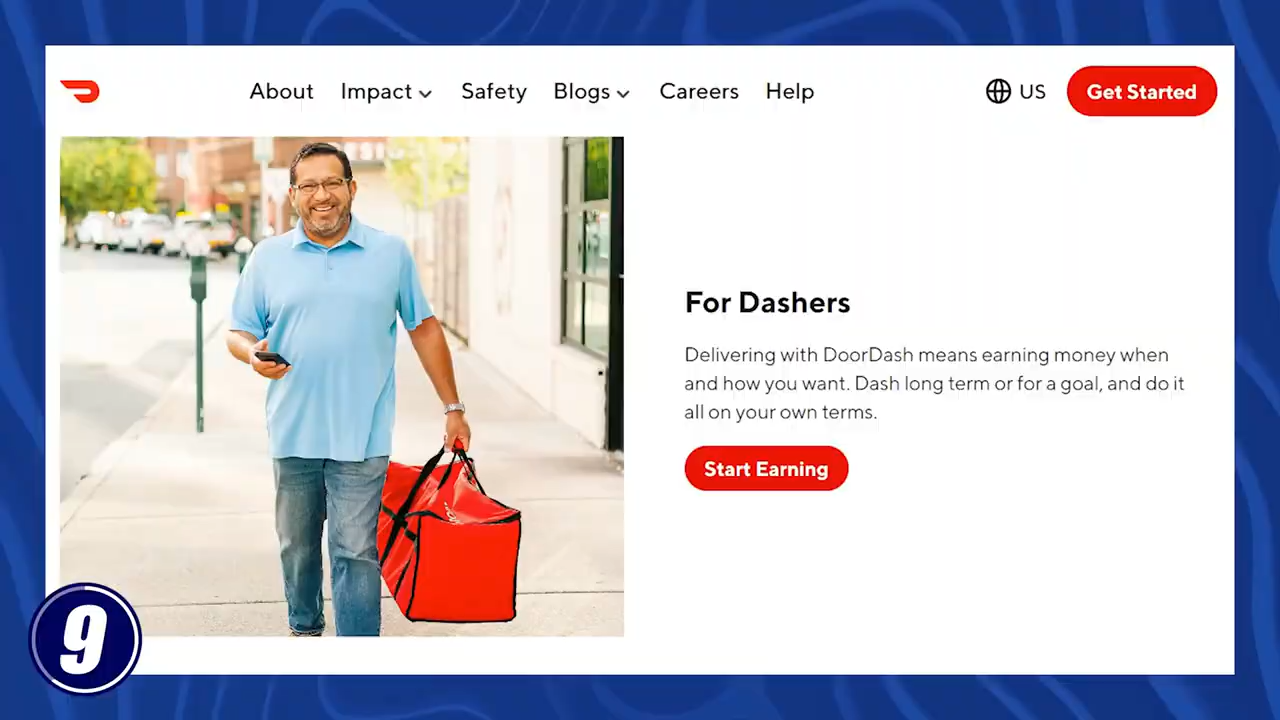 About Impact Safety Blogs Careers Help US Get Started
For Dashers
Delivering with DoorDash means earning money when
and how you want. Dash long term or for a goal, and do it
all on your own terms.
Start Earning
9